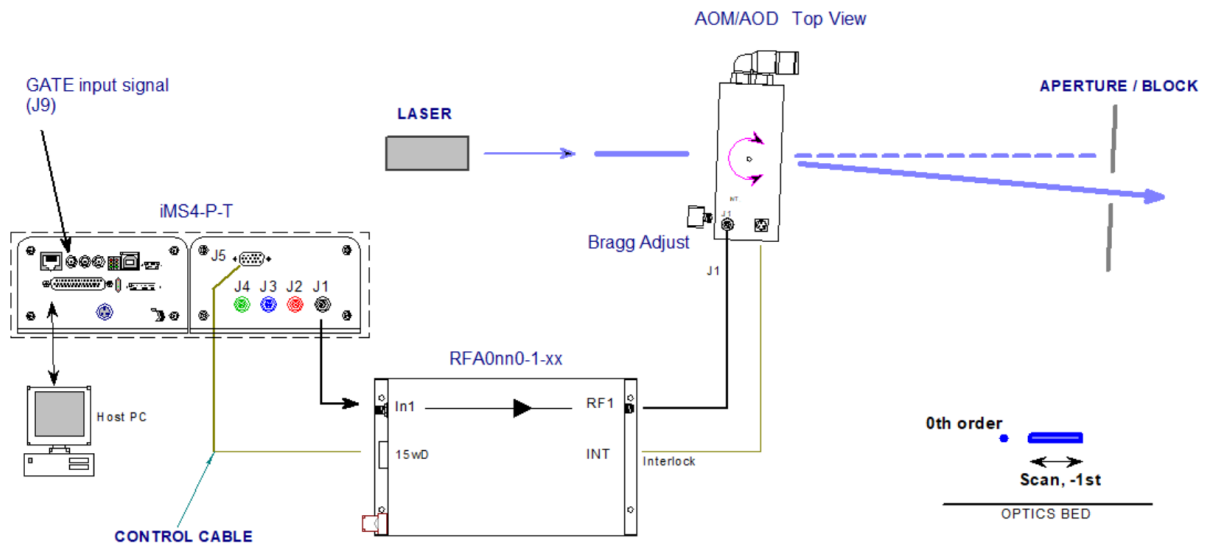 AOM/AOD Top View
GATE input signal
(J9)
APERTURE / BLOCK
LASER
INT
J1
iMS4-P-T
Bragg Adjust
J5
J1
J4 J3 J2 J1
RFA0nn0-1-xx
In1
RF1
Host PC
0th order
15wD
INT
Interlock
Scan, -1st
OPTICS BED
CONTROL CABLE